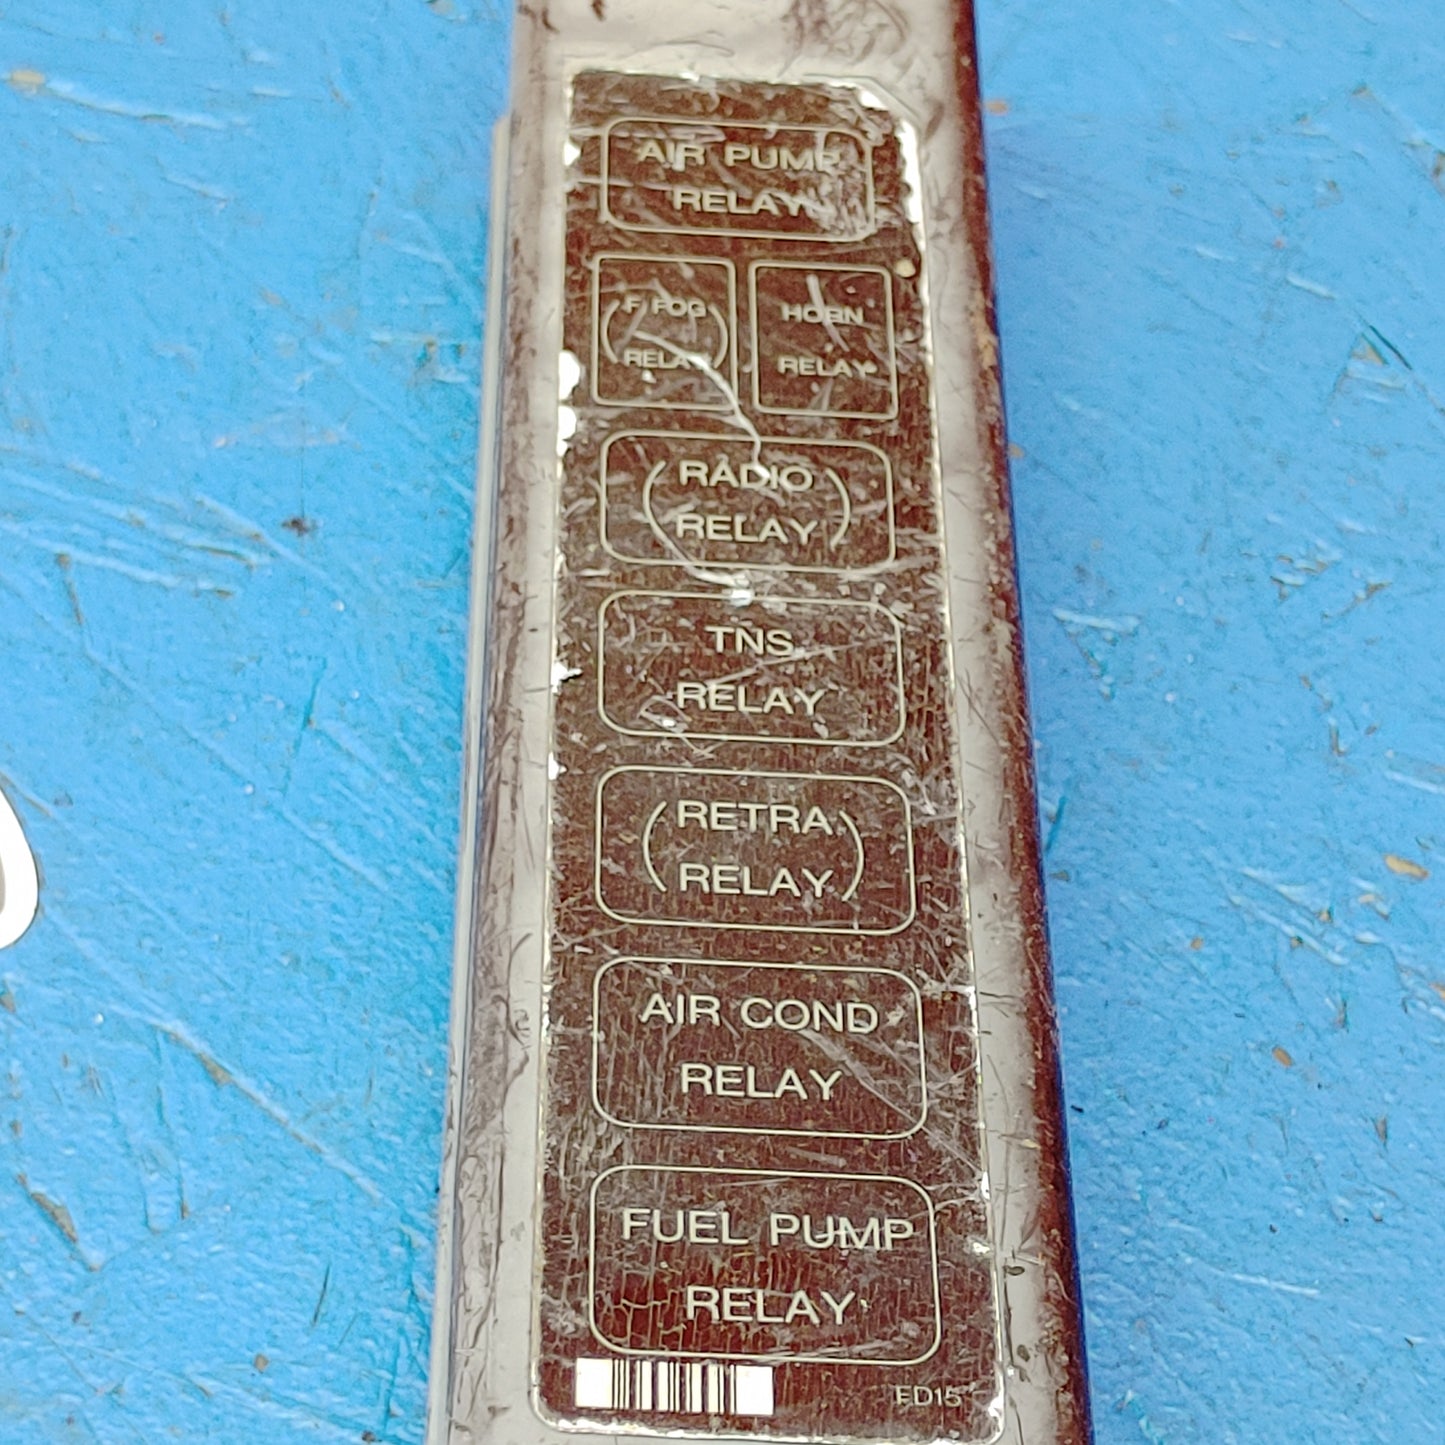 AIR PUMP
RELAY
(F FOG
RELAY)
HORN
RELAY
(RADIO
RELAY)
TNS
RELAY
(RETRA
RELAY)
AIR COND
RELAY
FUEL PUMP
RELAY
FD15